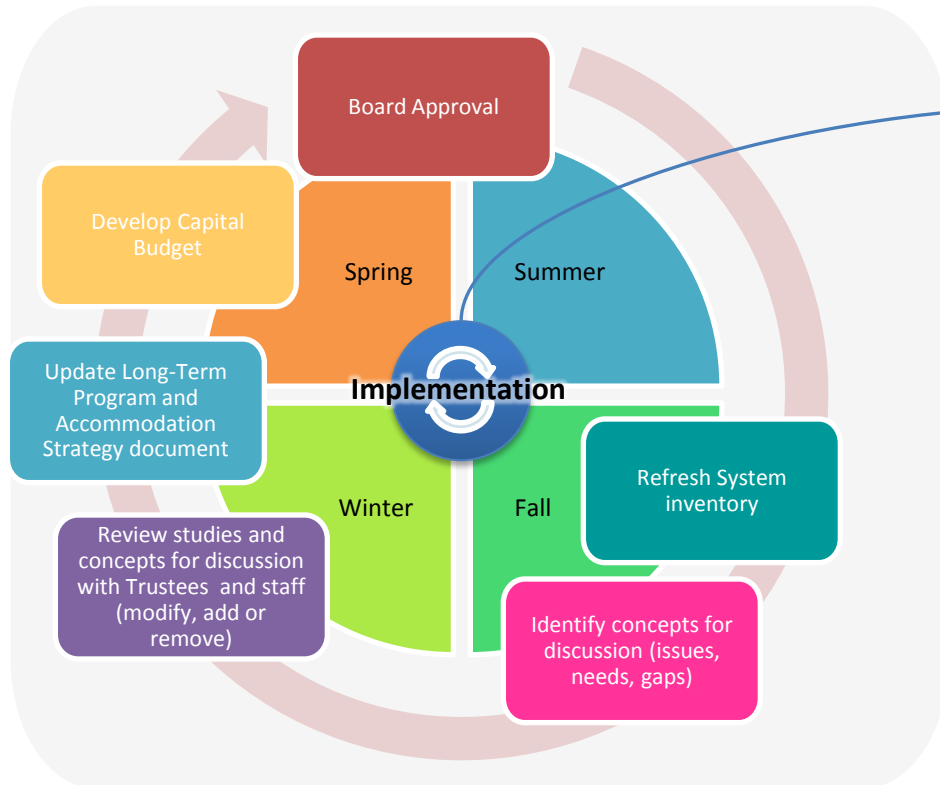 Board Approval
Develop Capital
Budget
Spring
Summer
Implementation
Update Long-Term
Program and
Accommodation
Strategy document
Refresh System
inventory
Winter
Fall
Review studies and
concepts for discussion
with Trustees and staff
(modify, add or
remove)
Identify concepts for
discussion (issues,
needs, gaps)